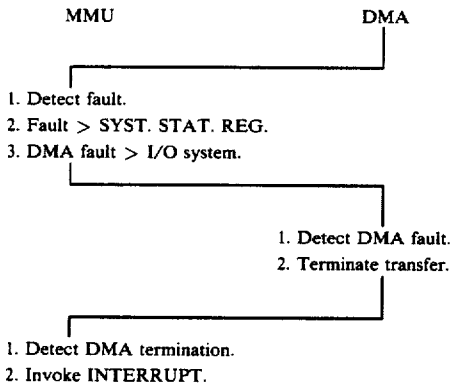 MMU DMA
1. Detect fault.
2. Fault > SYST. STAT. REG.
3. DMA fault > I/O system.
1. Detect DMA fault.
2. Terminate transfer.
1. Detect DMA termination.
2. Invoke INTERRUPT.